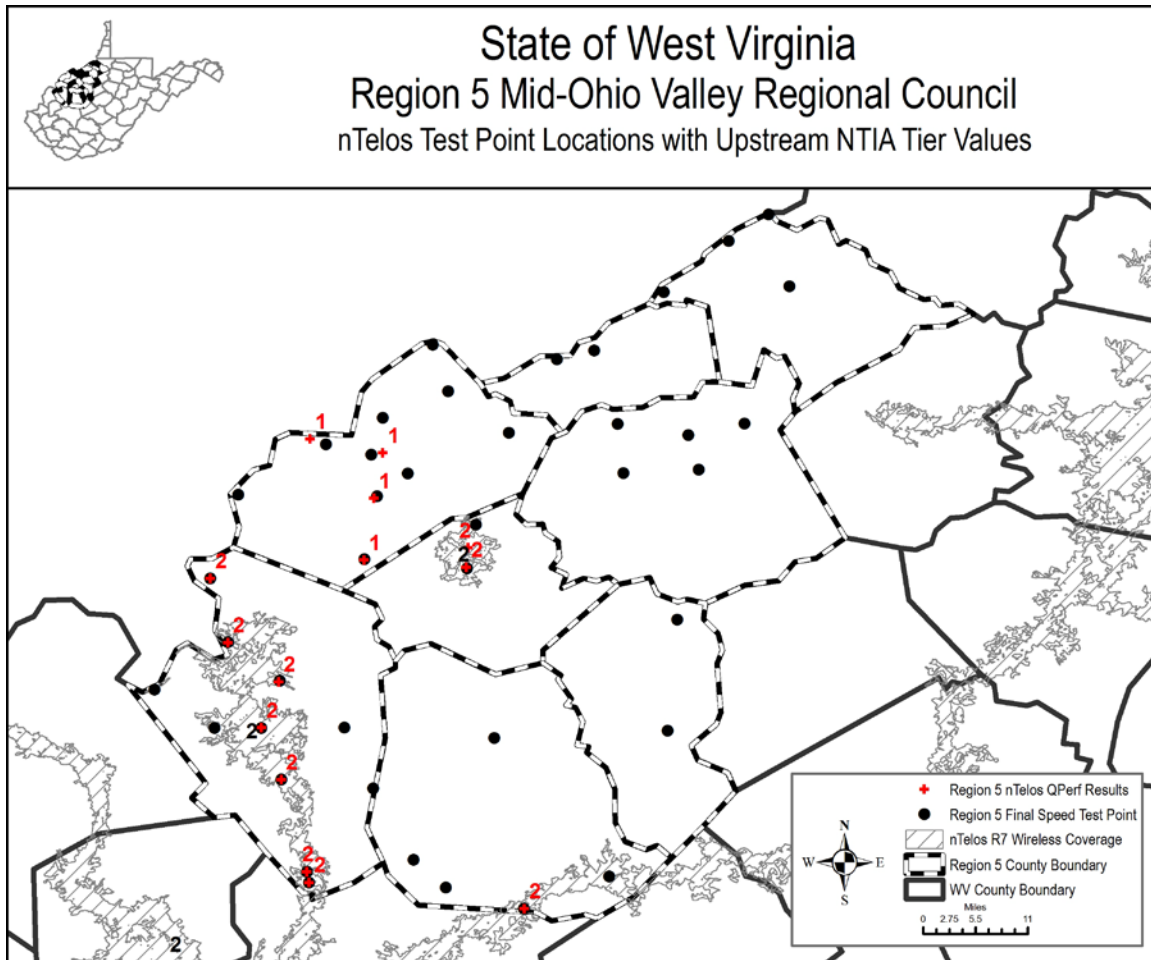 State of West Virginia
Region 5 Mid-Ohio Valley Regional Council
nTelos Test Point Locations with Upstream NTIA Tier Values
1
1
1
1
2
2
2
2
2
2
2
2
2
2
2
2
2
2
Region 5 nTelos QPerf Results
Region 5 Final Speed Test Point
nTelos R7 Wireless Coverage
Region 5 County Boundary
WV County Boundary
N
W E
S
Miles
0 2.75 5.5 11